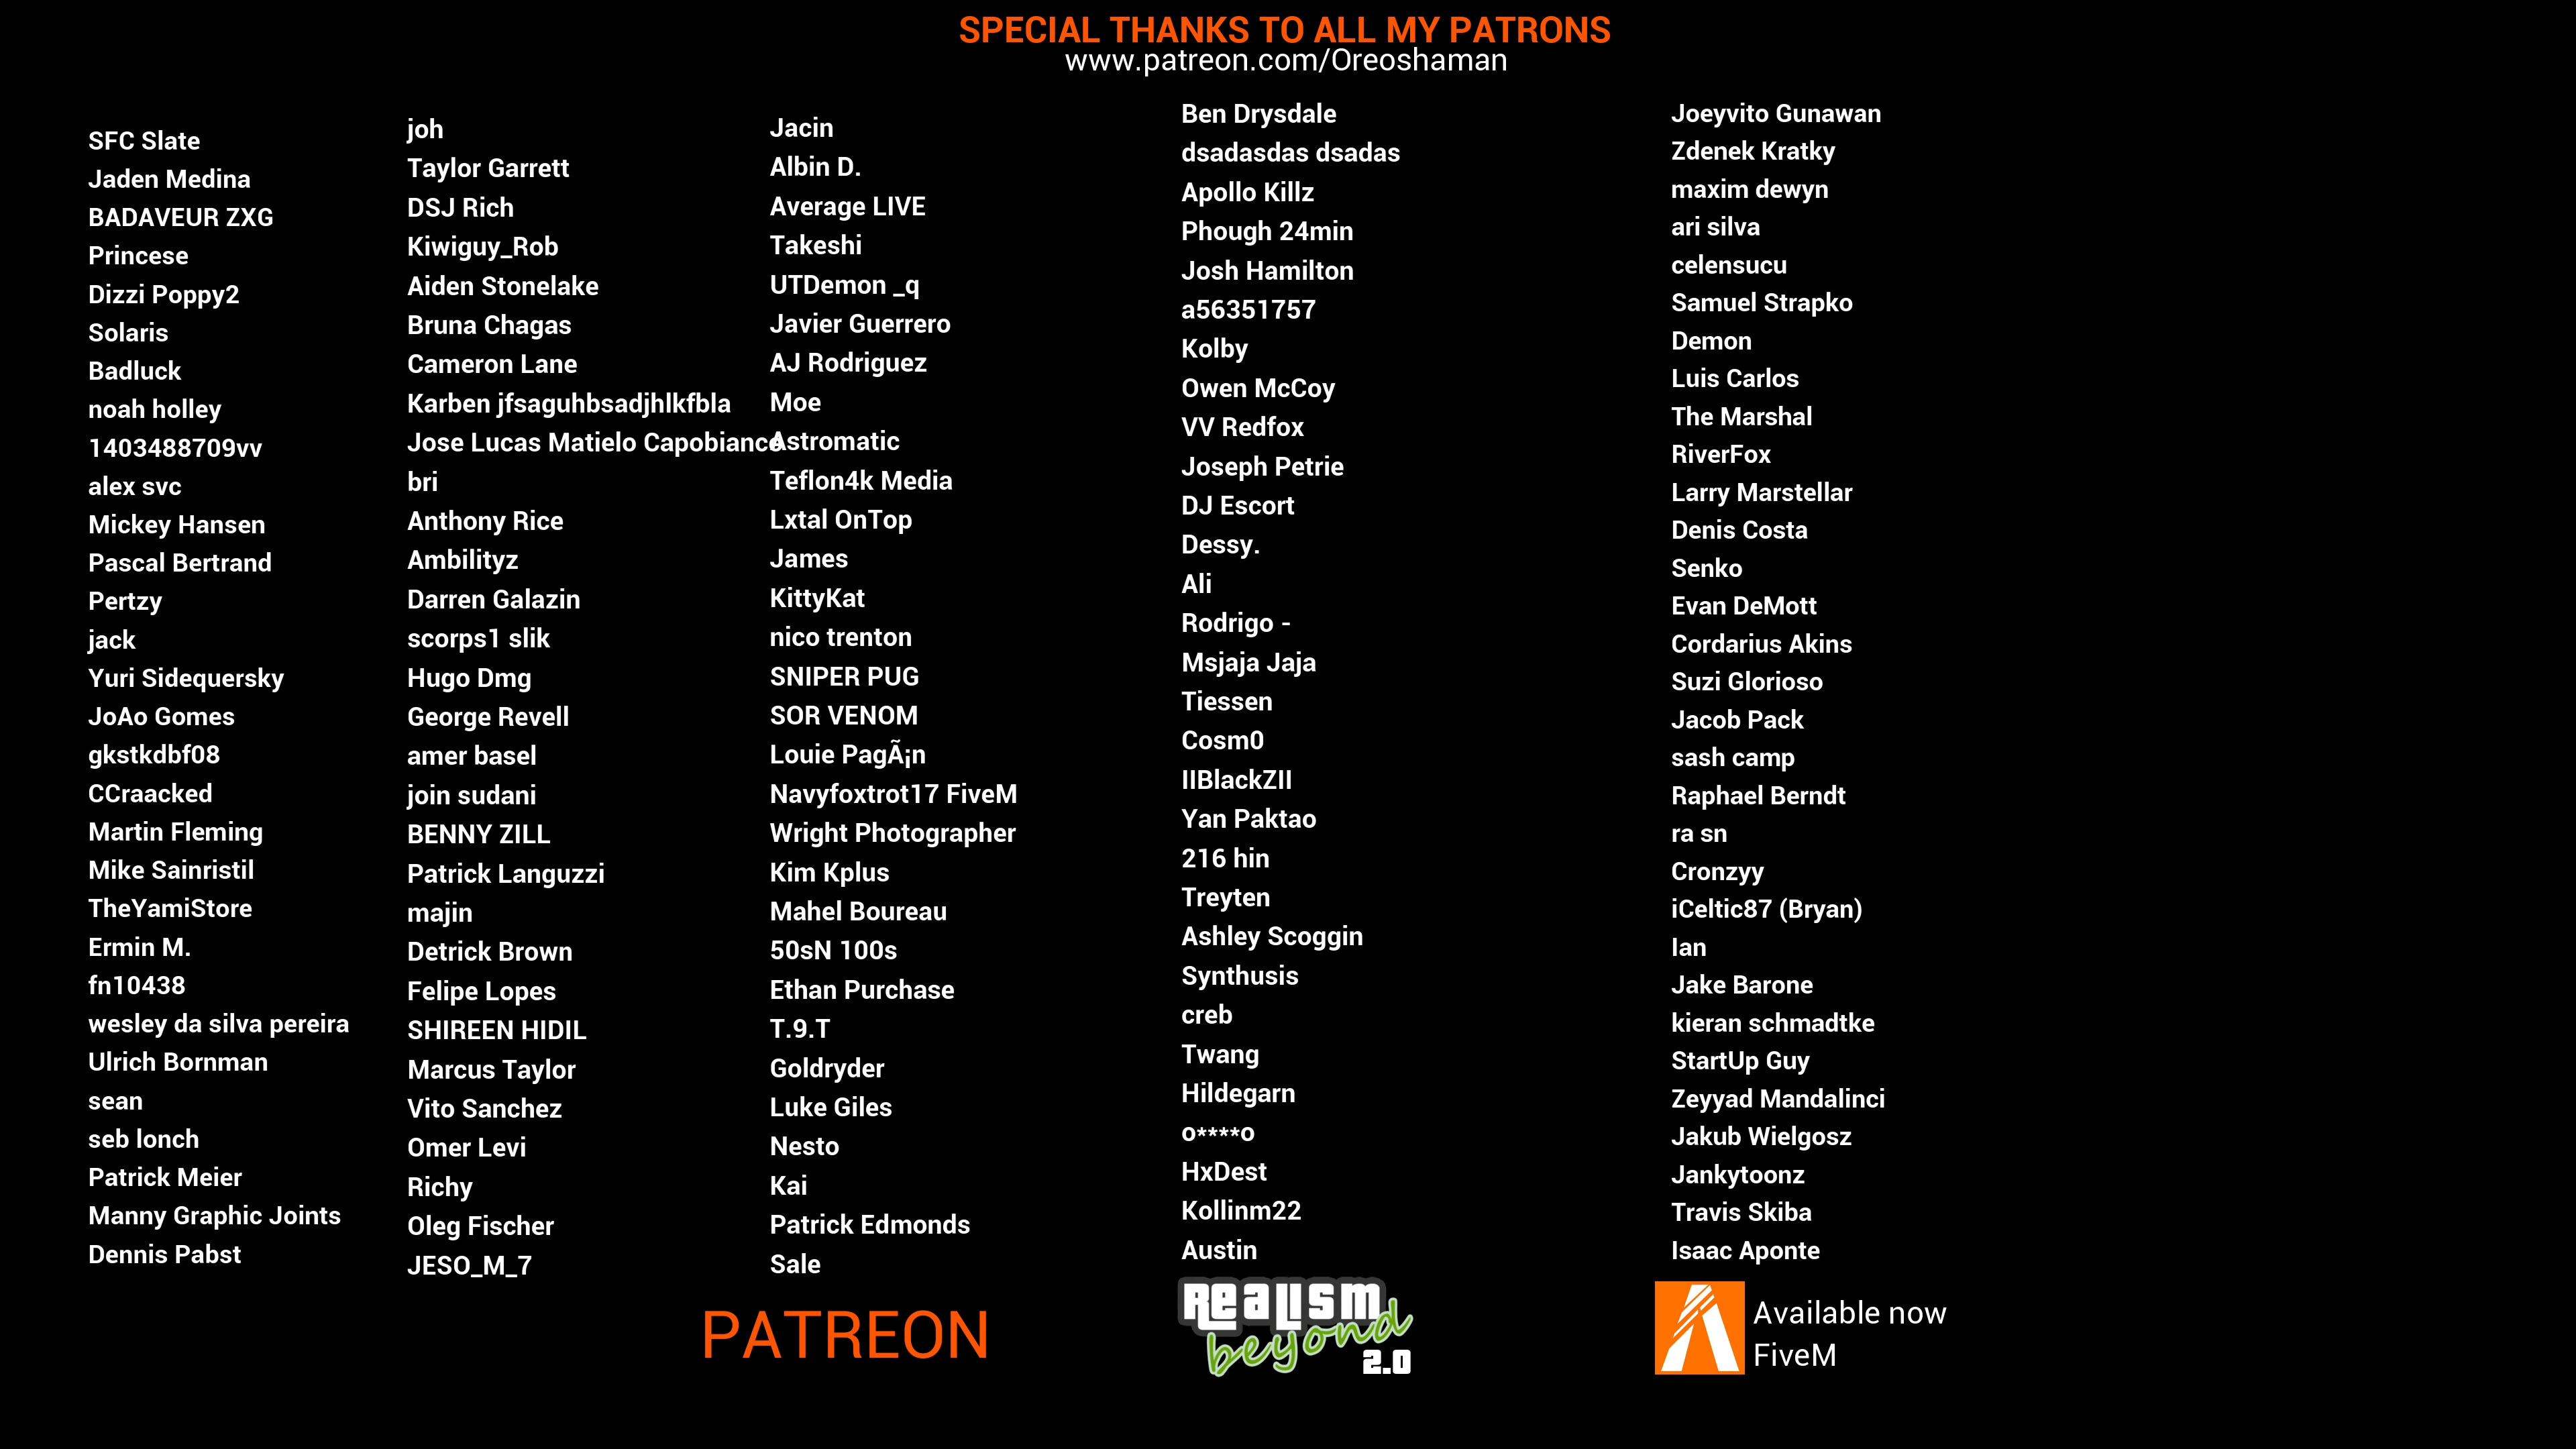 SPECIAL THANKS TO ALL MY PATRONS
www.patreon.com/Oreoshaman
SFC Slate
Jaden Medina
BADAVEUR ZXG
Princese
Dizzi Poppy2
Solaris
Badluck
noah holley
1403488709vv
alex svc
Mickey Hansen
Pascal Bertrand
Pertzy
jack
Yuri Sidequersky
JoAo Gomes
gkstkdbf08
CCraacked
Martin Fleming
Mike Sainristil
TheYamiStore
Ermin M.
fn10438
wesley da silva pereira
Ulrich Bornman
sean
seb lonch
Patrick Meier
Manny Graphic Joints
Dennis Pabst
joh
Taylor Garrett
DSJ Rich
Kiwiguy_Rob
Aiden Stonelake
Bruna Chagas
Cameron Lane
Karben jfsaguhbsadjhlkfbla
Jose Lucas Matielo Capobianco
bri
Anthony Rice
Ambilityz
Darren Galazin
scorps1 slik
Hugo Dmg
George Revell
amer basel
join sudani
BENNY ZILL
Patrick Languzzi
majin
Detrick Brown
Felipe Lopes
SHIREEN HIDIL
Marcus Taylor
Vito Sanchez
Omer Levi
Richy
Oleg Fischer
JESO_M_7
Jacin
Albin D.
Average LIVE
Takeshi
UTDemon _q
Javier Guerrero
AJ Rodriguez
Moe
Astromatic
Teflon4k Media
Lxtal OnTop
James
KittyKat
nico trenton
SNIPER PUG
SOR VENOM
Louie PagÃ¡n
Navyfoxtrot17 FiveM
Wright Photographer
Kim Kplus
Mahel Boureau
50sN 100s
Ethan Purchase
T.9.T
Goldryder
Luke Giles
Nesto
Kai
Patrick Edmonds
Sale
Ben Drysdale
dsadasdas dsadas
Apollo Killz
Phough 24min
Josh Hamilton
a56351757
Kolby
Owen McCoy
VV Redfox
Joseph Petrie
DJ Escort
Dessy.
Ali
Rodrigo -
Msjaja Jaja
Tiessen
Cosm0
IIBlackZII
Yan Paktao
216 hin
Treyten
Ashley Scoggin
Synthusis
creb
Twang
Hildegarn
o****o
HxDest
Kollinm22
Austin
Joeyvito Gunawan
Zdenek Kratky
maxim dewyn
ari silva
celensucu
Samuel Strapko
Demon
Luis Carlos
The Marshal
RiverFox
Larry Marstellar
Denis Costa
Senko
Evan DeMott
Cordarius Akins
Suzi Glorioso
Jacob Pack
sash camp
Raphael Berndt
ra sn
Cronzyy
iCeltic87 (Bryan)
Ian
Jake Barone
kieran schmadtke
StartUp Guy
Zeyyad Mandalinci
Jakub Wielgosz
Jankytoonz
Travis Skiba
Isaac Aponte
PATREON
ReaLISm
beyond
2.0
Available now
FiveM